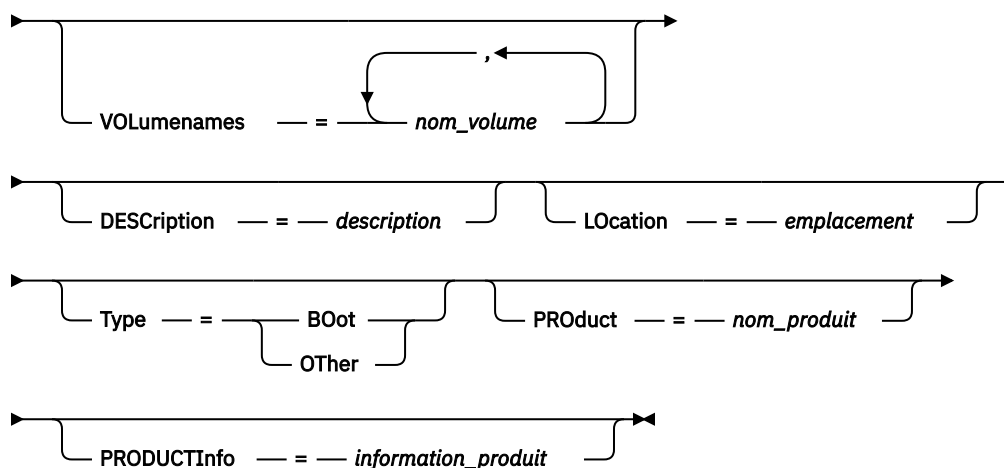 ,
VOLumenames = nom_volume
DESCription = description LOcation = emplacement
Type = BOot PROduct = nom_produit
OTher
PRODUCTInfo = information_produit